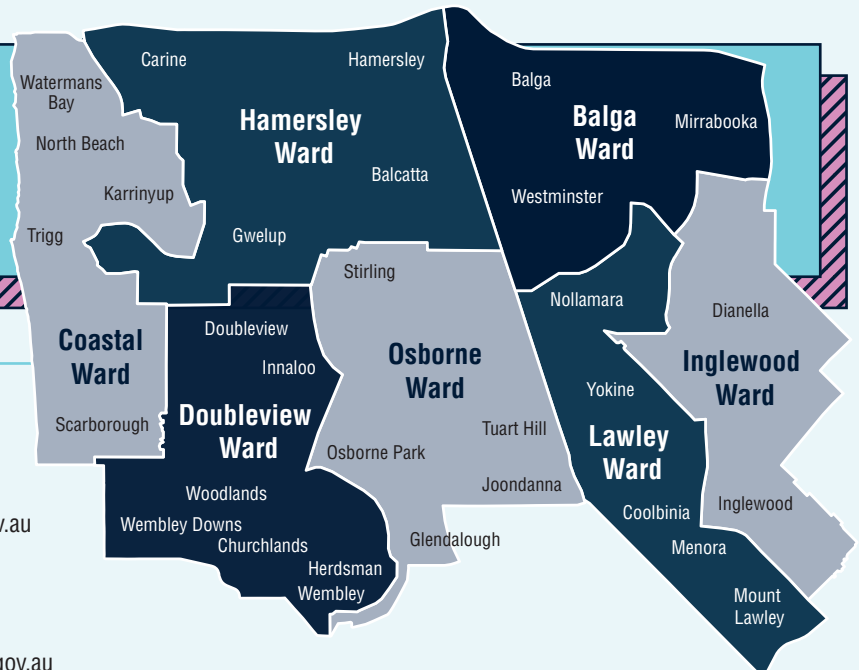 Carine
Hamersley
Watermans
Bay
North Beach
Karrinyup
Trigg
Hamersley
Ward
Balcatta
Gwelup
Balga
Balga
Ward
Mirrabooka
Westminster
Stirling
Nollamara
Dianella
Coastal
Ward
Scarborough
Doubleview
Innaloo
Doubleview
Ward
Osborne
Ward
Tuart Hill
Osborne Park
Joondanna
Glendalough
Woodlands
Wembley Downs
Churchlands
Herdsman
Wembley
Yokine
Lawley
Ward
Coolbinia
Menora
Mount
Lawley
Inglewood
Ward
Inglewood
v.au
gov.au